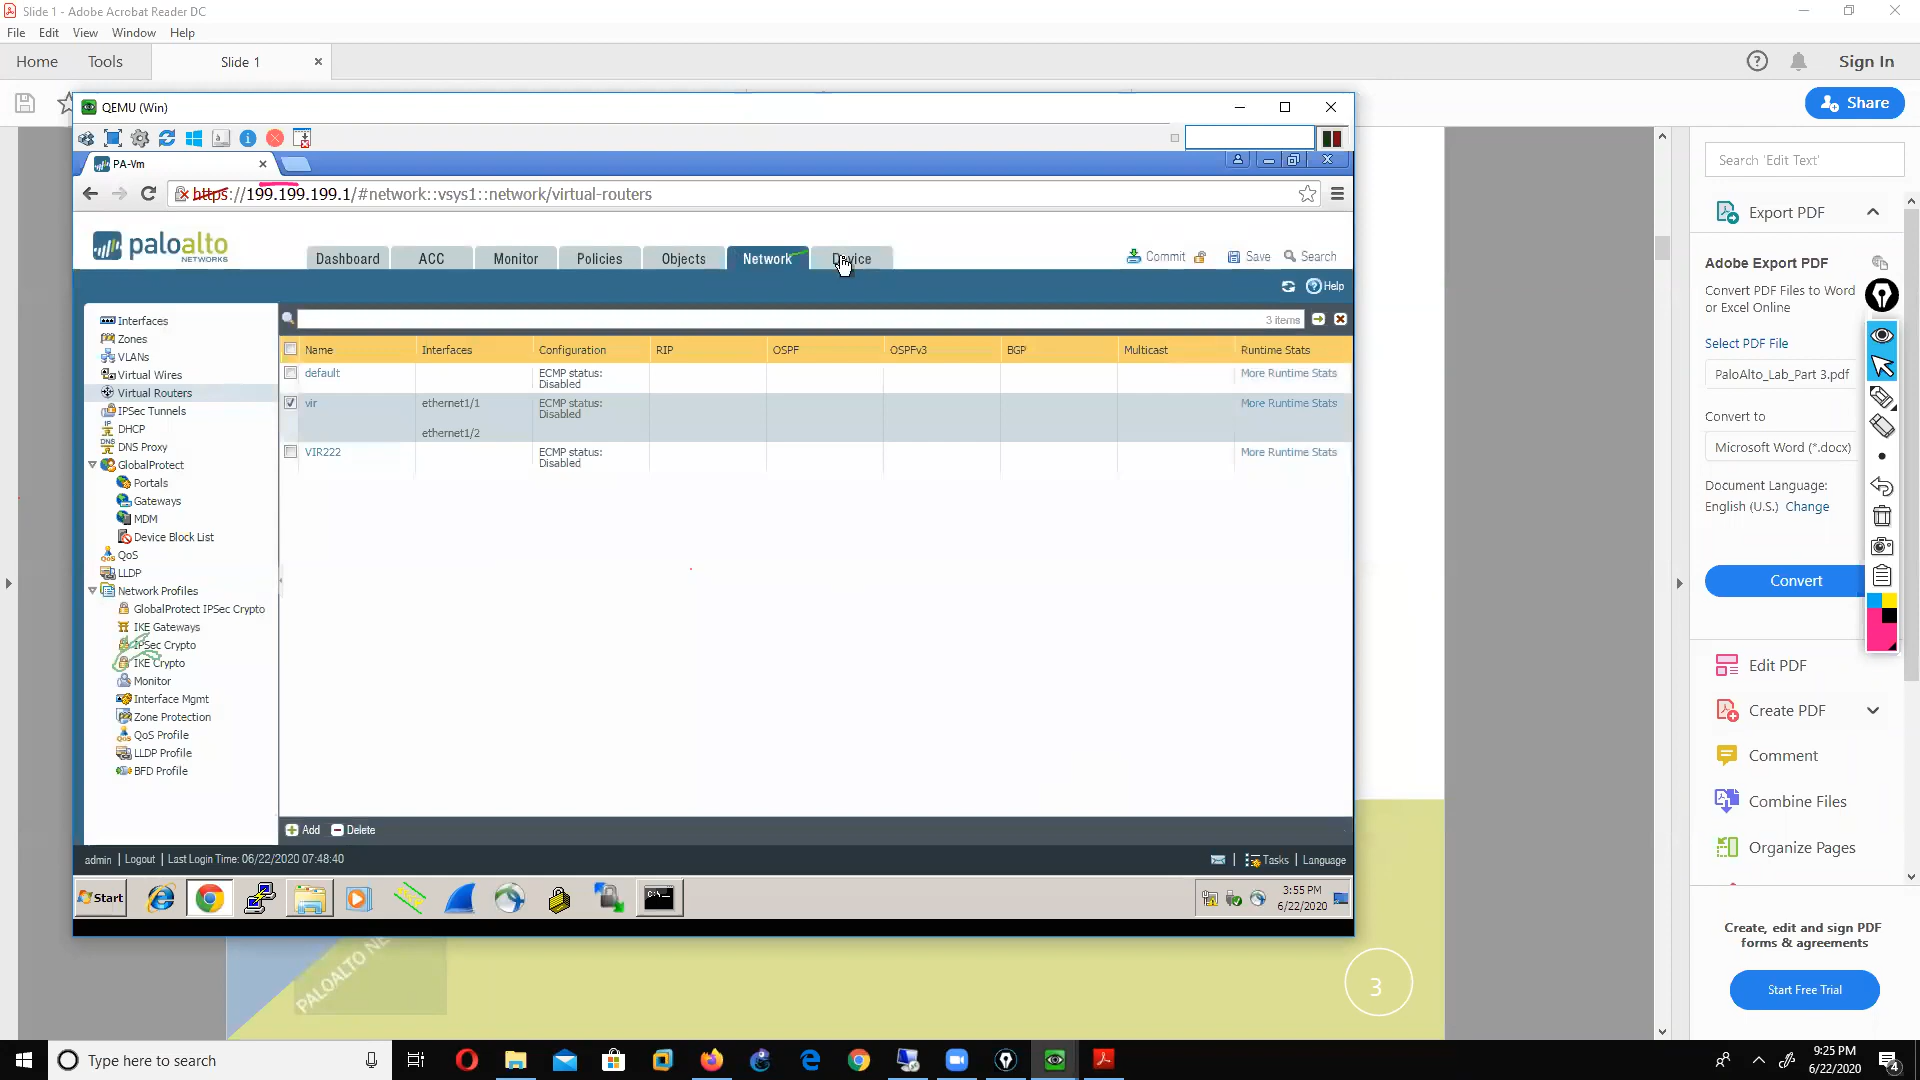 Slide 1 - Adobe Acrobat Reader DC
File Edit View Window Help
Home Tools Slide 1 Sign In
Share
QEMU (Win)
PA-Vm
https://199.199.199.1/#network::vsys1::network/virtual-routers
paloalto
NETWORKS
Dashboard ACC Monitor Policies Objects Network Device
Commit Save Search
Help
Interfaces
Zones
VLANs
Virtual Wires
Virtual Routers
IPSec Tunnels
DHCP
DNS Proxy
GlobalProtect
Portals
Gateways
MDM
Device Block List
QoS
LLDP
Network Profiles
GlobalProtect IPSec Crypto
IKE Gateways
IPSec Crypto
IKE Crypto
Monitor
Interface Mgmt
Zone Protection
QoS Profile
LLDP Profile
BFD Profile
3 items
Name Interfaces Configuration RIP OSPF OSPFv3 BGP Multicast Runtime Stats
default ECMP status: More Runtime Stats
Disabled
vir ethernet1/1 ECMP status: More Runtime Stats
Disabled
ethernet1/2
VIR222 ECMP status: More Runtime Stats
Disabled
Add Delete
admin | Logout | Last Login Time: 06/22/2020 07:48:40
Tasks | Language
Start
3:55 PM
6/22/2020
PALOALTO NE
3
Search 'Edit Text'
Export PDF
Adobe Export PDF
Convert PDF Files to Word
or Excel Online
Select PDF File
PaloAlto_Lab_Part 3.pdf
Convert to
Microsoft Word (*.docx)
Document Language:
English (U.S.) Change
Convert
Edit PDF
Create PDF
Comment
Combine Files
Organize Pages
Create, edit and sign PDF
forms & agreements
Start Free Trial
Type here to search
9:25 PM
6/22/2020
4